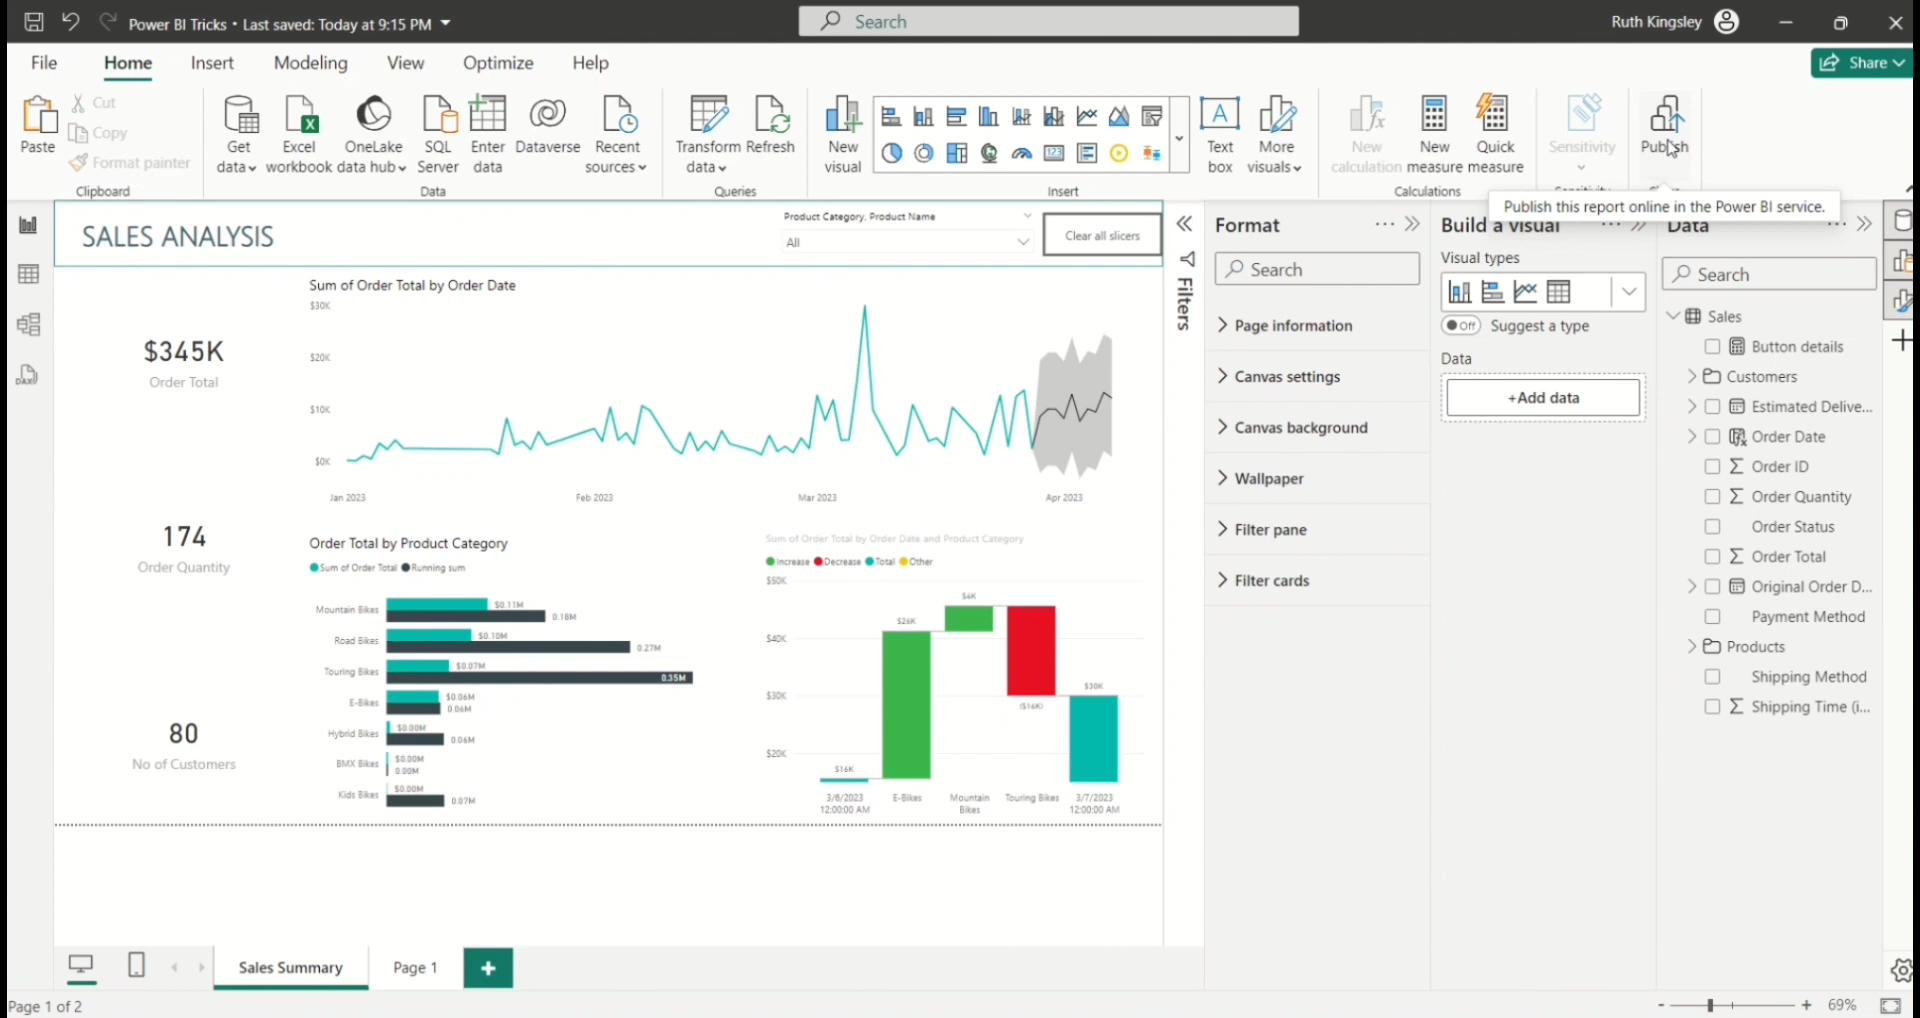 Power BI Tricks • Last saved: Today at 9:15 PM
Search
Ruth Kingsley
File Home Insert Modeling View Optimize Help
Share
Paste
Cut
Copy
Format painter
Clipboard
Get data
Excel workbook
OneLake data hub
SQL Server
Enter data
Dataverse
Recent sources
Data
Transform data
Refresh
Queries
New visual
Text box
More visuals
Insert
New calculation
New measure
Quick measure
Calculations
Sensitivity
Publish
Publish this report online in the Power BI service.
SALES ANALYSIS
Product Category, Product Name
All
Clear all slicers
$345K
Order Total
174
Order Quantity
80
No of Customers
Sum of Order Total by Order Date
$30K
$20K
$10K
$0K
Jan 2023 Feb 2023 Mar 2023 Apr 2023
Order Total by Product Category
Sum of Order Total Running sum
Mountain Bikes $0.11M
0.18M
Road Bikes $0.10M
0.27M
Touring Bikes $0.07M
0.35M
E-Bikes $0.06M
0.06M
Hybrid Bikes $0.00M
0.06M
BMX Bikes $0.00M
0.00M
Kids Bikes $0.00M
0.07M
Sum of Order Total by Order Date and Product Category
Increase Decrease Total Other
$50K
$40K
$30K
$20K
$16K
$26K
$4K
($16K)
$30K
3/6/2023 12:00:00 AM
E-Bikes
Mountain Bikes
Touring Bikes
3/7/2023 12:00:00 AM
Filters
Format
Search
Page information
Canvas settings
Canvas background
Wallpaper
Filter pane
Filter cards
Build a visual
Visual types
Off Suggest a type
Data
+Add data
Data
Search
Sales
Button details
Customers
Estimated Delive...
Order Date
Order ID
Order Quantity
Order Status
Order Total
Original Order D...
Payment Method
Products
Shipping Method
Shipping Time (i...
Sales Summary
Page 1
Page 1 of 2
69%